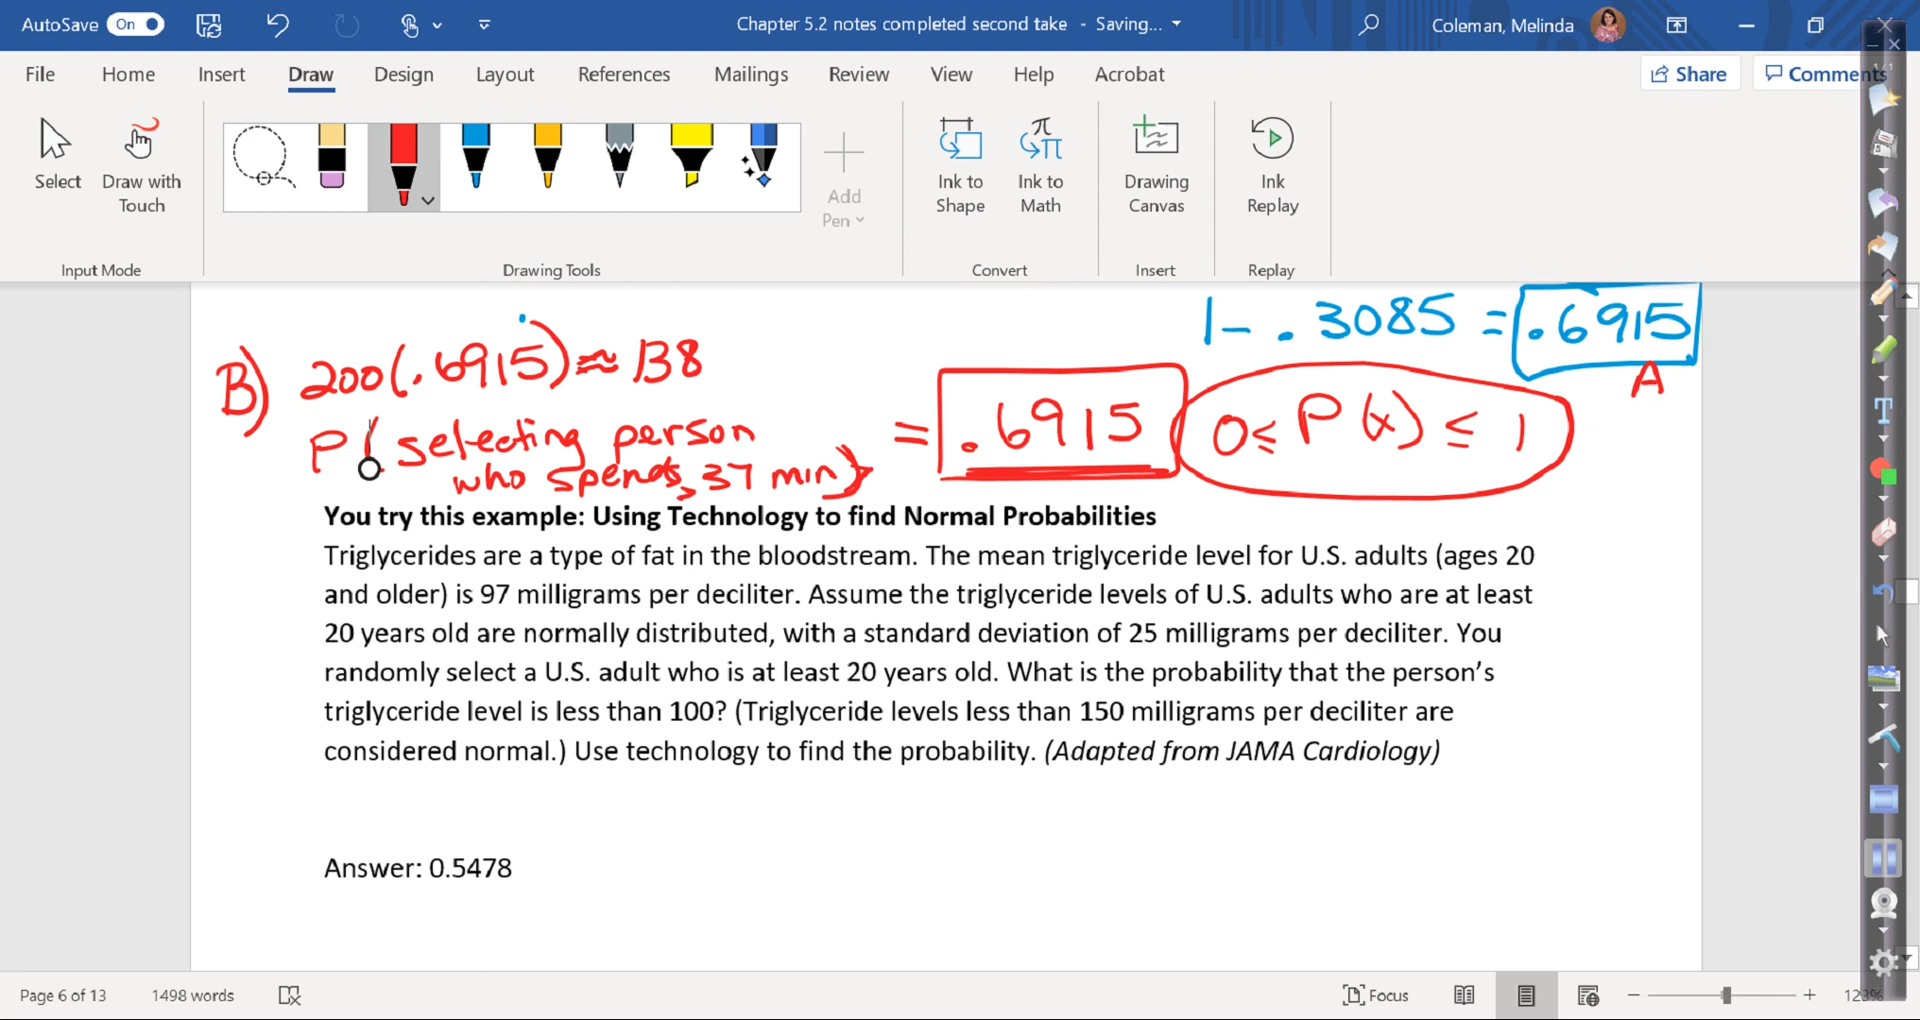 AutoSave On Chapter 5.2 notes completed second take - Saving... Coleman, Melinda
File Home Insert Draw Design Layout References Mailings Review View Help Acrobat Share Comments
Select Draw with Touch Add Pen Ink to Shape Ink to Math Drawing Canvas Ink Replay
Input Mode Drawing Tools Convert Insert Replay
1 - .3085 = .6915
A
B) 200(.6915) ≈ 138
P( selecting person
who spends 37 min) = .6915 0 ≤ P(x) ≤ 1
You try this example: Using Technology to find Normal Probabilities
Triglycerides are a type of fat in the bloodstream. The mean triglyceride level for U.S. adults (ages 20
and older) is 97 milligrams per deciliter. Assume the triglyceride levels of U.S. adults who are at least
20 years old are normally distributed, with a standard deviation of 25 milligrams per deciliter. You
randomly select a U.S. adult who is at least 20 years old. What is the probability that the person's
triglyceride level is less than 100? (Triglyceride levels less than 150 milligrams per deciliter are
considered normal.) Use technology to find the probability. (Adapted from JAMA Cardiology)
Answer: 0.5478
Page 6 of 13 1498 words Focus